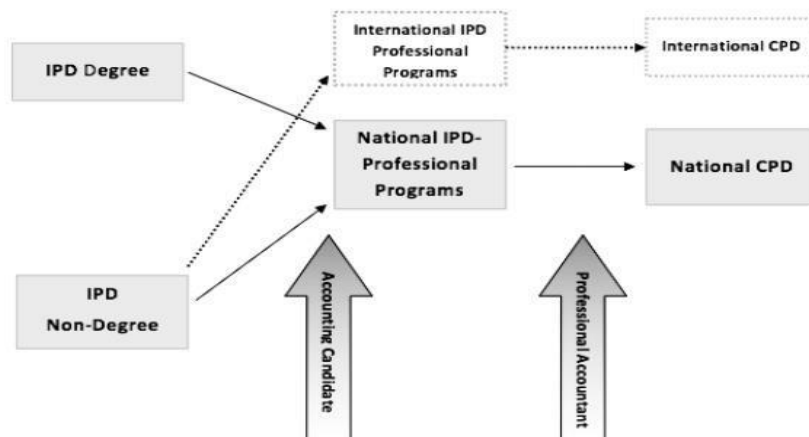 International IPD
Professional
Programs
International CPD
IPD Degree
National IPD-
Professional
Programs
National CPD
IPD
Non-Degree
Accounting Candidate
Professional Accountant